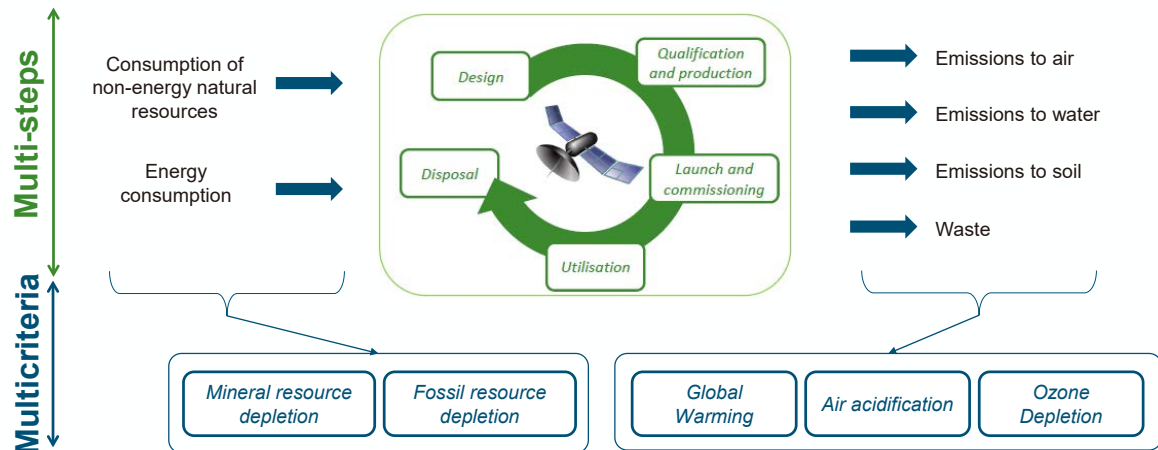 Multi-steps
Consumption of
non-energy natural
resources
Energy
consumption
Design
Qualification
and production
Launch and
commissioning
Utilisation
Disposal
Emissions to air
Emissions to water
Emissions to soil
Waste
Multicriteria
Mineral resource
depletion
Fossil resource
depletion
Global
Warming
Air acidification
Ozone
Depletion